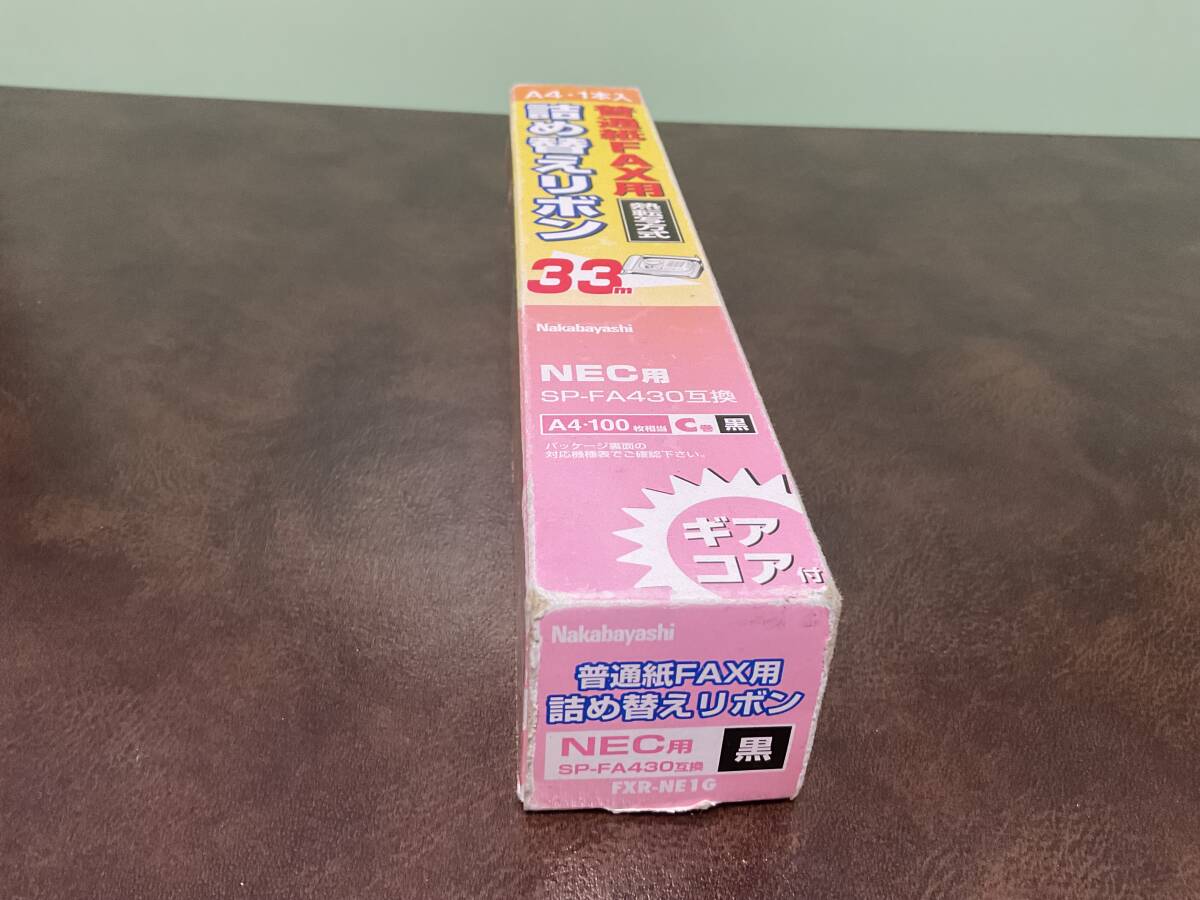 A4・1本入
普通紙FAX用
詰め替えリボン
熱転写方式
33m
Nakabayashi
NEC用
SP-FA430互換
A4・100枚相当 C巻 黒
パッケージ裏面の
対応機種表でご確認下さい。
ギア
コア付
Nakabayashi
普通紙FAX用
詰め替えリボン
NEC用
SP-FA430互換
黒
FXR-NE1G